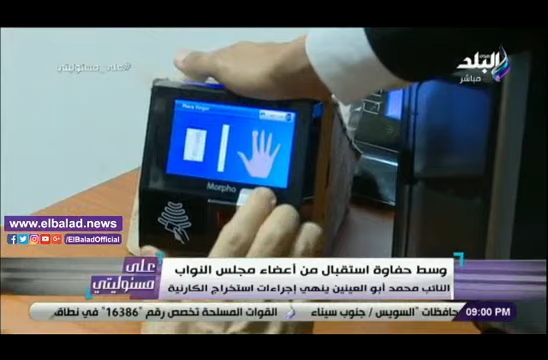 #على_مسئوليتي
صدى البلد
مباشر
Place Finger
Morpho
www.elbalad.news
/ElBaladOfficial
على مسئوليتي
وسط حفاوة استقبال من أعضاء مجلس النواب
النائب محمد أبو العينين ينهي إجراءات استخراج الكارنية
محافظات "السويس / جنوب سيناء
القوات المسلحة تخصص رقم "16336" في نطاق
09:00 PM